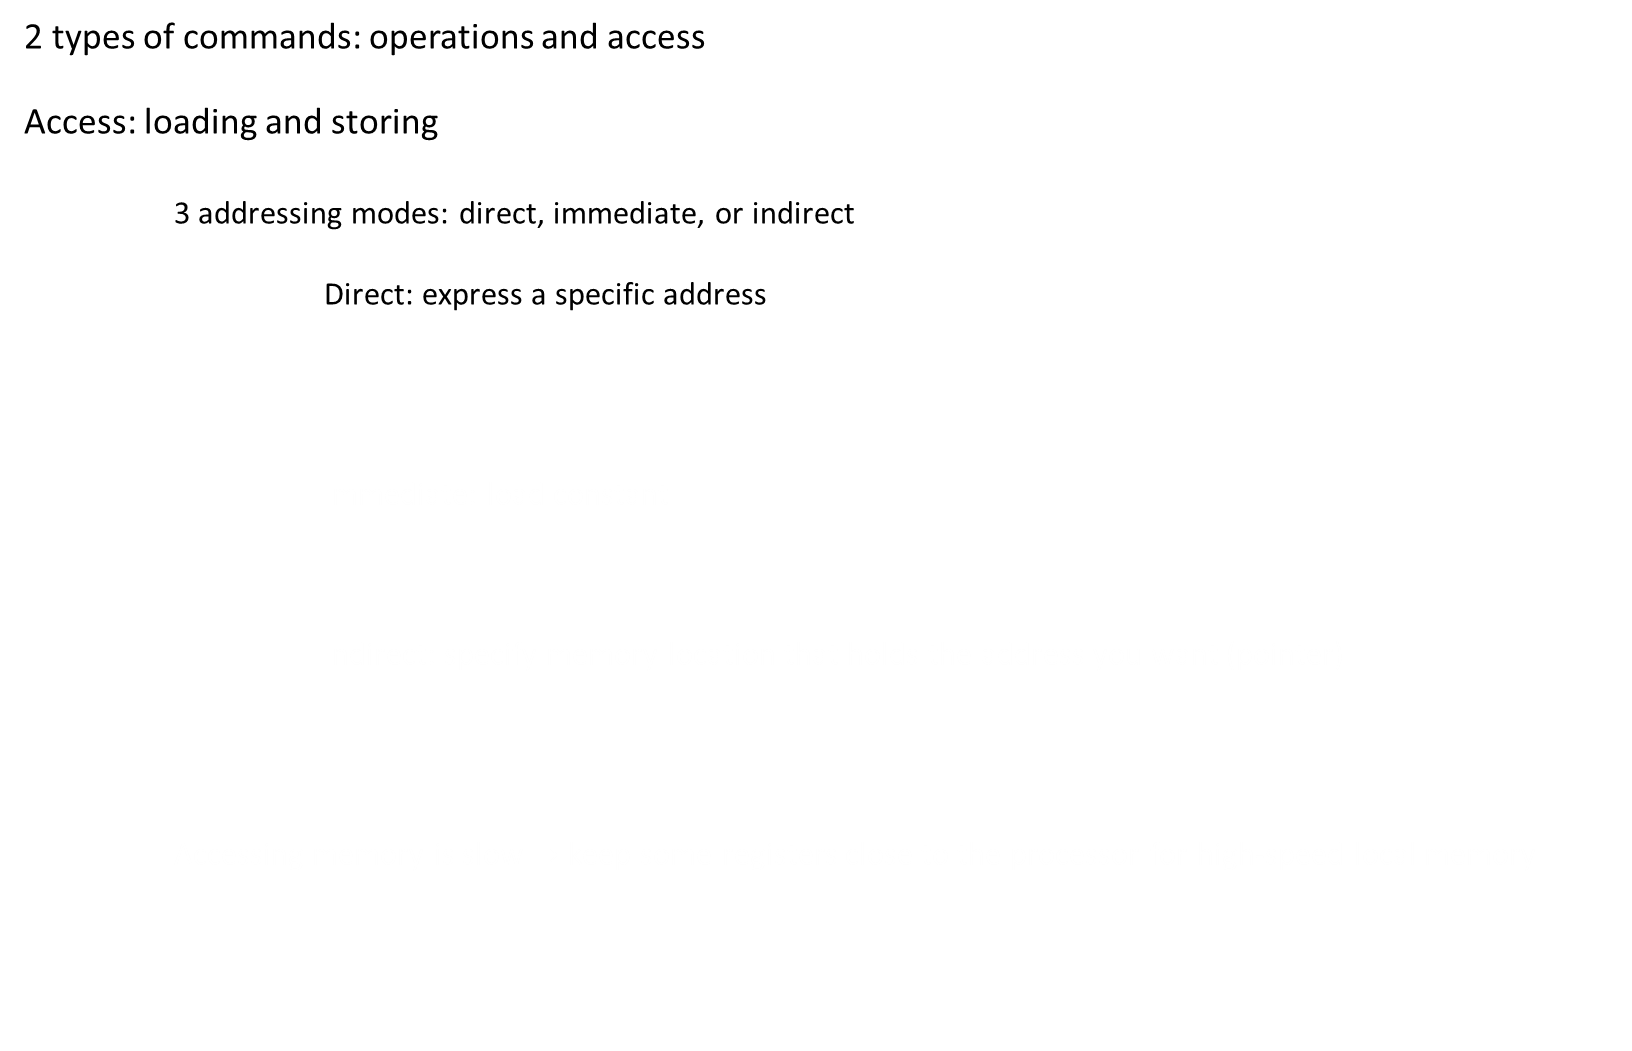 2 types of commands: operations and access
Access: loading and storing
3 addressing modes: direct, immediate, or indirect
Direct: express a specific address